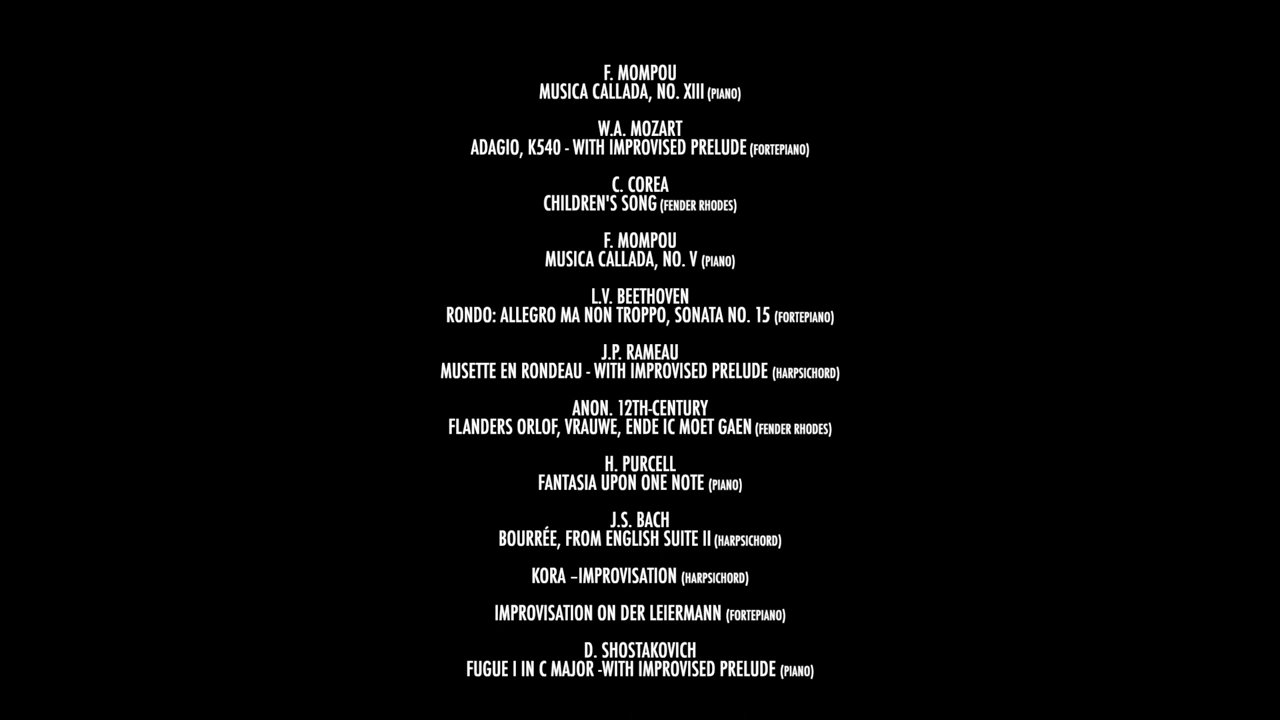 F. MOMPOU
MUSICA CALLADA, NO. XIII (PIANO)
W.A. MOZART
ADAGIO, K540 - WITH IMPROVISED PRELUDE (FORTEPIANO)
C. COREA
CHILDREN'S SONG (FENDER RHODES)
F. MOMPOU
MUSICA CALLADA, NO. V (PIANO)
L.V. BEETHOVEN
RONDO: ALLEGRO MA NON TROPPO, SONATA NO. 15 (FORTEPIANO)
J.P. RAMEAU
MUSETTE EN RONDEAU - WITH IMPROVISED PRELUDE (HARPSICHORD)
ANON. 12TH-CENTURY
FLANDERS ORLOF, VRAUWE, ENDE IC MOET GAEN (FENDER RHODES)
H. PURCELL
FANTASIA UPON ONE NOTE (PIANO)
J.S. BACH
BOURRÉE, FROM ENGLISH SUITE II (HARPSICHORD)
KORA –IMPROVISATION (HARPSICHORD)
IMPROVISATION ON DER LEIERMANN (FORTEPIANO)
D. SHOSTAKOVICH
FUGUE I IN C MAJOR -WITH IMPROVISED PRELUDE (PIANO)